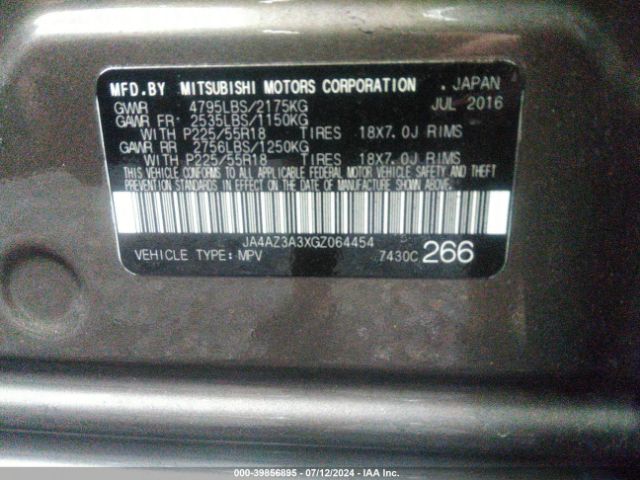 MFD.BY MITSUBISHI MOTORS CORPORATION . JAPAN
GVWR 4795LBS/2175KG JUL 2016
GAWR FR: 2535LBS/1150KG
WITH P225/55R18 TIRES 18X7.0J RIMS
GAWR RR 2756LBS/1250KG
WITH P225/55R18 TIRES 18X7.0J RIMS
THIS VEHICLE CONFORMS TO ALL APPLICABLE FEDERAL MOTOR VEHICLE SAFETY AND THEFT
PREVENTION STANDARDS IN EFFECT ON THE DATE OF MANUFACTURE SHOWN ABOVE.
JA4AZ3A3XGZ064454
VEHICLE TYPE: MPV 7430C 266
000-39856895 - 07/12/2024 - IAA Inc.